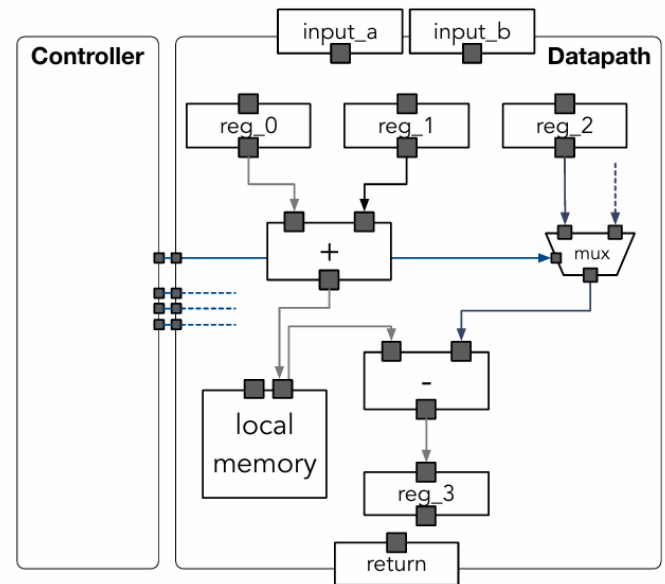 input_a
input_b
Controller
Datapath
reg_0
reg_1
reg_2
+
mux
-
local
memory
reg_3
return